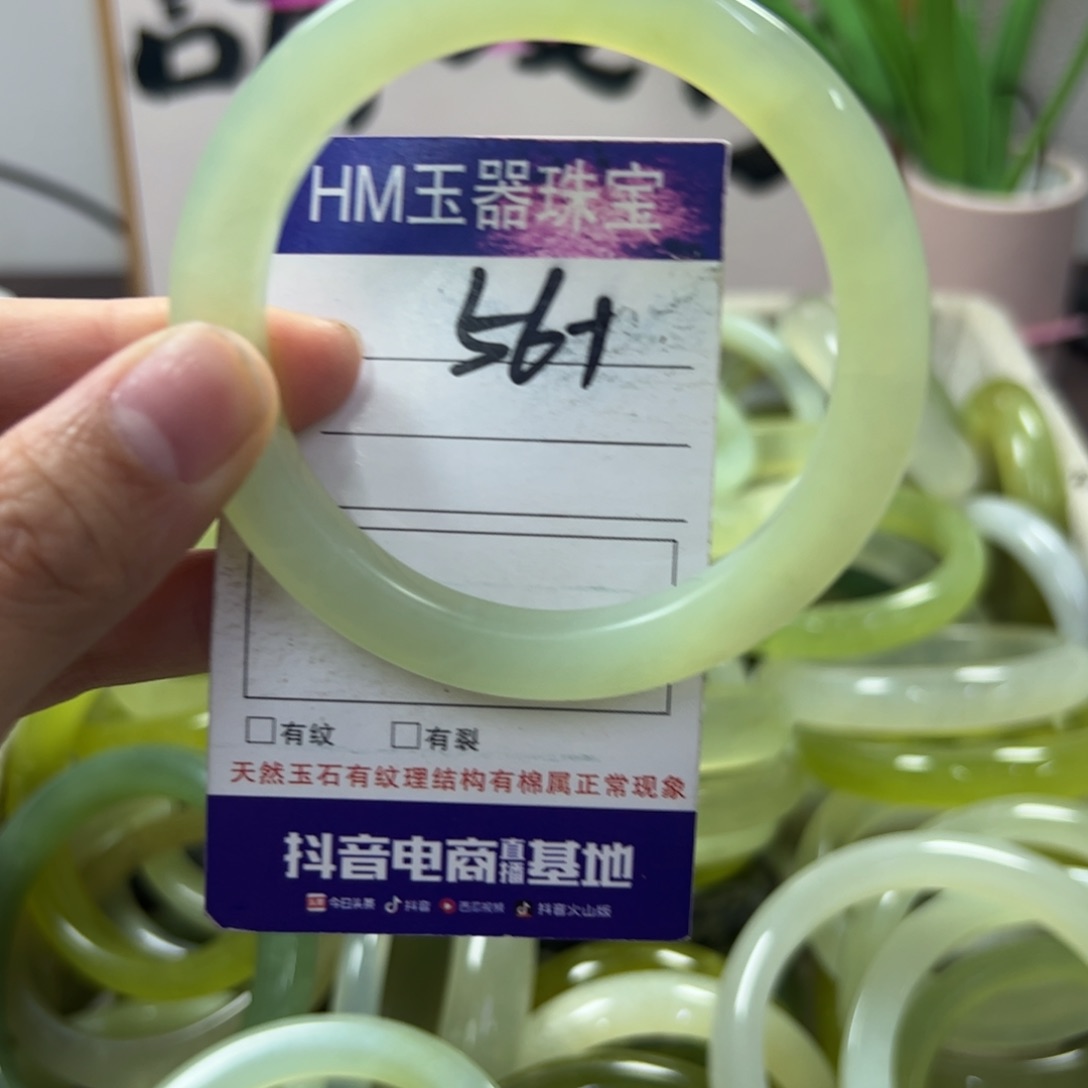 HM玉器珠宝
56+
有纹 有裂
天然玉石有纹理结构有棉属正常现象
抖音电商直播基地
今日头条 抖音 西瓜视频 抖音火山版